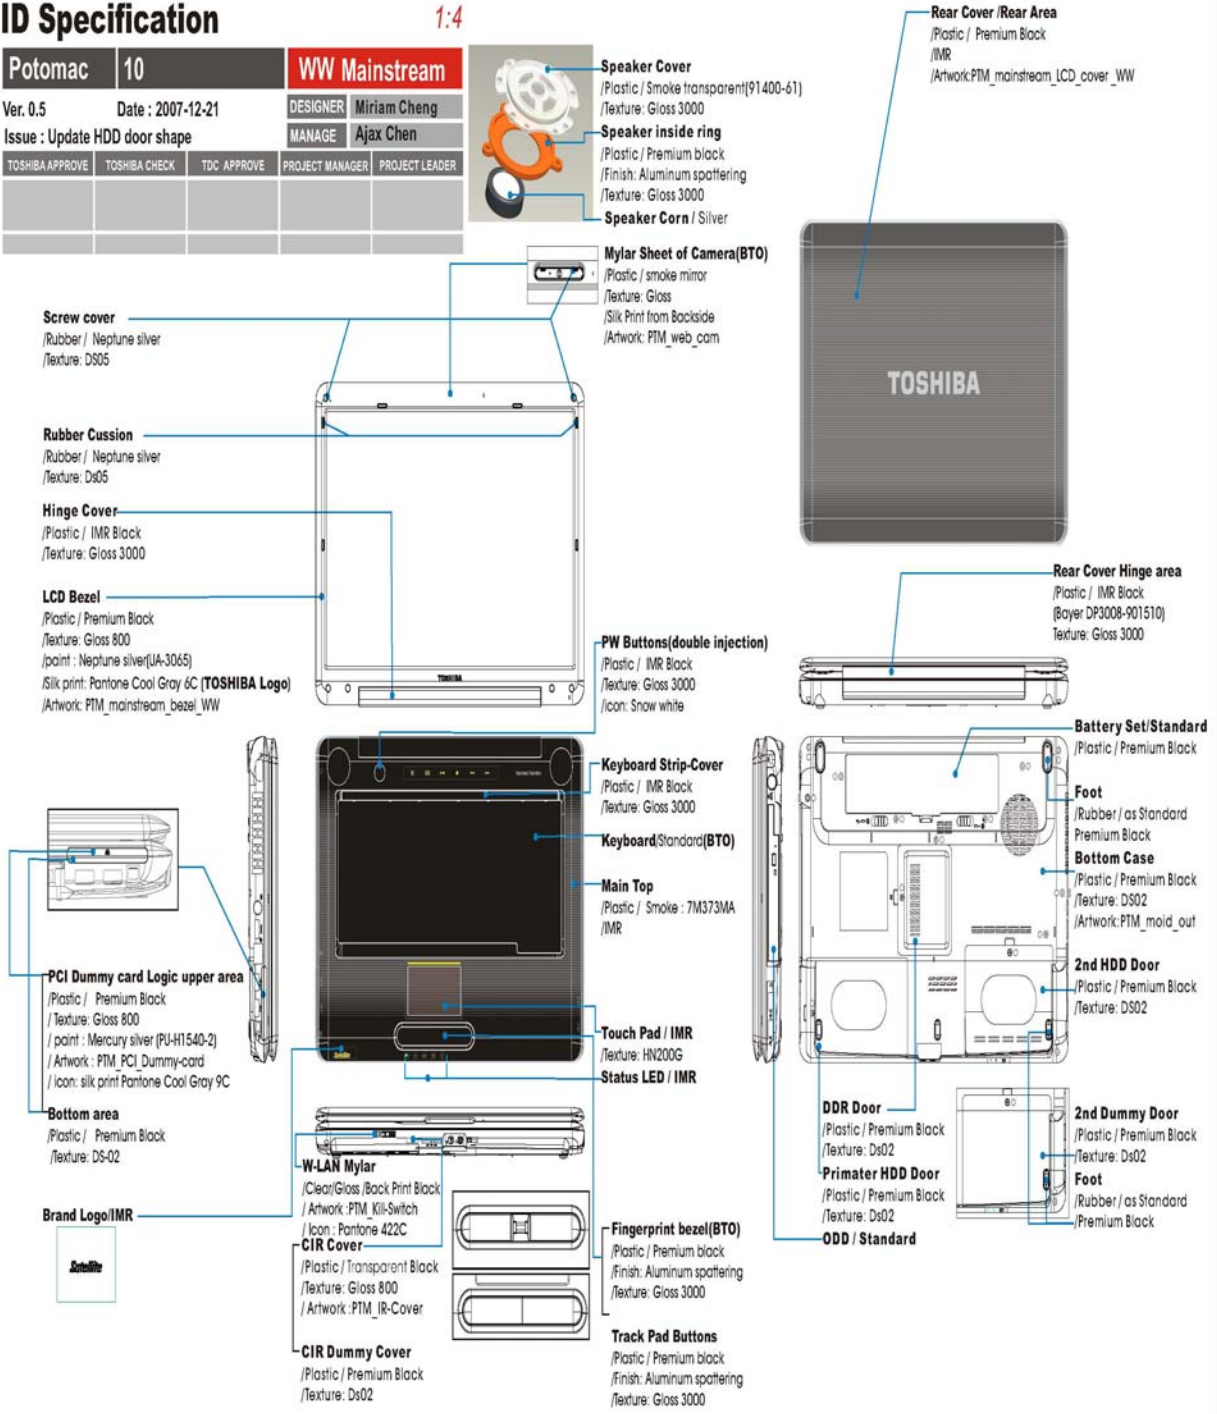 ID Specification
1:4
Potomac
10
WW Mainstream
Ver. 0.5
Date : 2007-12-21
DESIGNER
Miriam Cheng
Issue : Update HDD door shape
MANAGE
Ajax Chen
TOSHIBA APPROVE
TOSHIBA CHECK
TDC APPROVE
PROJECT MANAGER
PROJECT LEADER
Speaker Cover
/Plastic / Smoke transparent(91400-61)
/Texture: Gloss 3000
Speaker inside ring
/Plastic / Premium black
/Finish: Aluminum spattering
/Texture: Gloss 3000
Speaker Corn / Silver
Rear Cover /Rear Area
/Plastic / Premium Black
/IMR
/Artwork:PTM_mainstream_LCD_cover_WW
Mylar Sheet of Camera(BTO)
/Plastic / smoke mirror
/Texture: Gloss
/Silk Print from Backside
/Artwork: PTM_web_cam
Screw cover
/Rubber / Neptune silver
/Texture: DS05
TOSHIBA
Rubber Cussion
/Rubber / Neptune silver
/Texture: Ds05
Hinge Cover
/Plastic / IMR Black
/Texture: Gloss 3000
LCD Bezel
/Plastic / Premium Black
/Texture: Gloss 800
/paint : Neptune silver(UA-3065)
/Silk print: Pantone Cool Gray 6C (TOSHIBA Logo)
/Artwork: PTM_mainstream_bezel_WW
TOSHIBA
PW Buttons(double injection)
/Plastic / IMR Black
/Texture: Gloss 3000
/icon: Snow white
Rear Cover Hinge area
/Plastic / IMR Black
(Bayer DP3008-901510)
Texture: Gloss 3000
Battery Set/Standard
/Plastic / Premium Black
Keyboard Strip-Cover
/Plastic / IMR Black
/Texture: Gloss 3000
Keyboard/Standard(BTO)
Foot
/Rubber / as Standard
Premium Black
Bottom Case
/Plastic / Premium Black
/Texture: DS02
/Artwork:PTM_moid_out
Main Top
/Plastic / Smoke : 7M373MA
/IMR
2nd HDD Door
/Plastic / Premium Black
/Texture: DS02
PCI Dummy card Logic upper area
/Plastic / Premium Black
/ Texture: Gloss 800
/ paint : Mercury silver (PU-H1540-2)
/ Artwork : PTM_PCI_Dummy-card
/ icon: silk print Pantone Cool Gray 9C
Bottom area
/Plastic / Premium Black
/Texture: DS-02
Touch Pad / IMR
/Texture: HN200G
Status LED / IMR
Satellite
DDR Door
/Plastic / Premium Black
/Texture: Ds02
Primater HDD Door
/Plastic / Premium Black
/Texture: Ds02
ODD / Standard
2nd Dummy Door
/Plastic / Premium Black
/Texture: Ds02
Foot
/Rubber / as Standard
/Premium Black
W-LAN Mylar
/Clear/Gloss /Back Print Black
/ Artwork :PTM_Kill-Switch
/ Icon : Pantone 422C
Brand Logo/IMR
Satellite
CIR Cover
/Plastic / Transparent Black
/Texture: Gloss 800
/ Artwork :PTM_IR-Cover
CIR Dummy Cover
/Plastic / Premium Black
/Texture: Ds02
Fingerprint bezel(BTO)
/Plastic / Premium black
/Finish: Aluminum spattering
/Texture: Gloss 3000
Track Pad Buttons
/Plastic / Premium black
/Finish: Aluminum spattering
/Texture: Gloss 3000